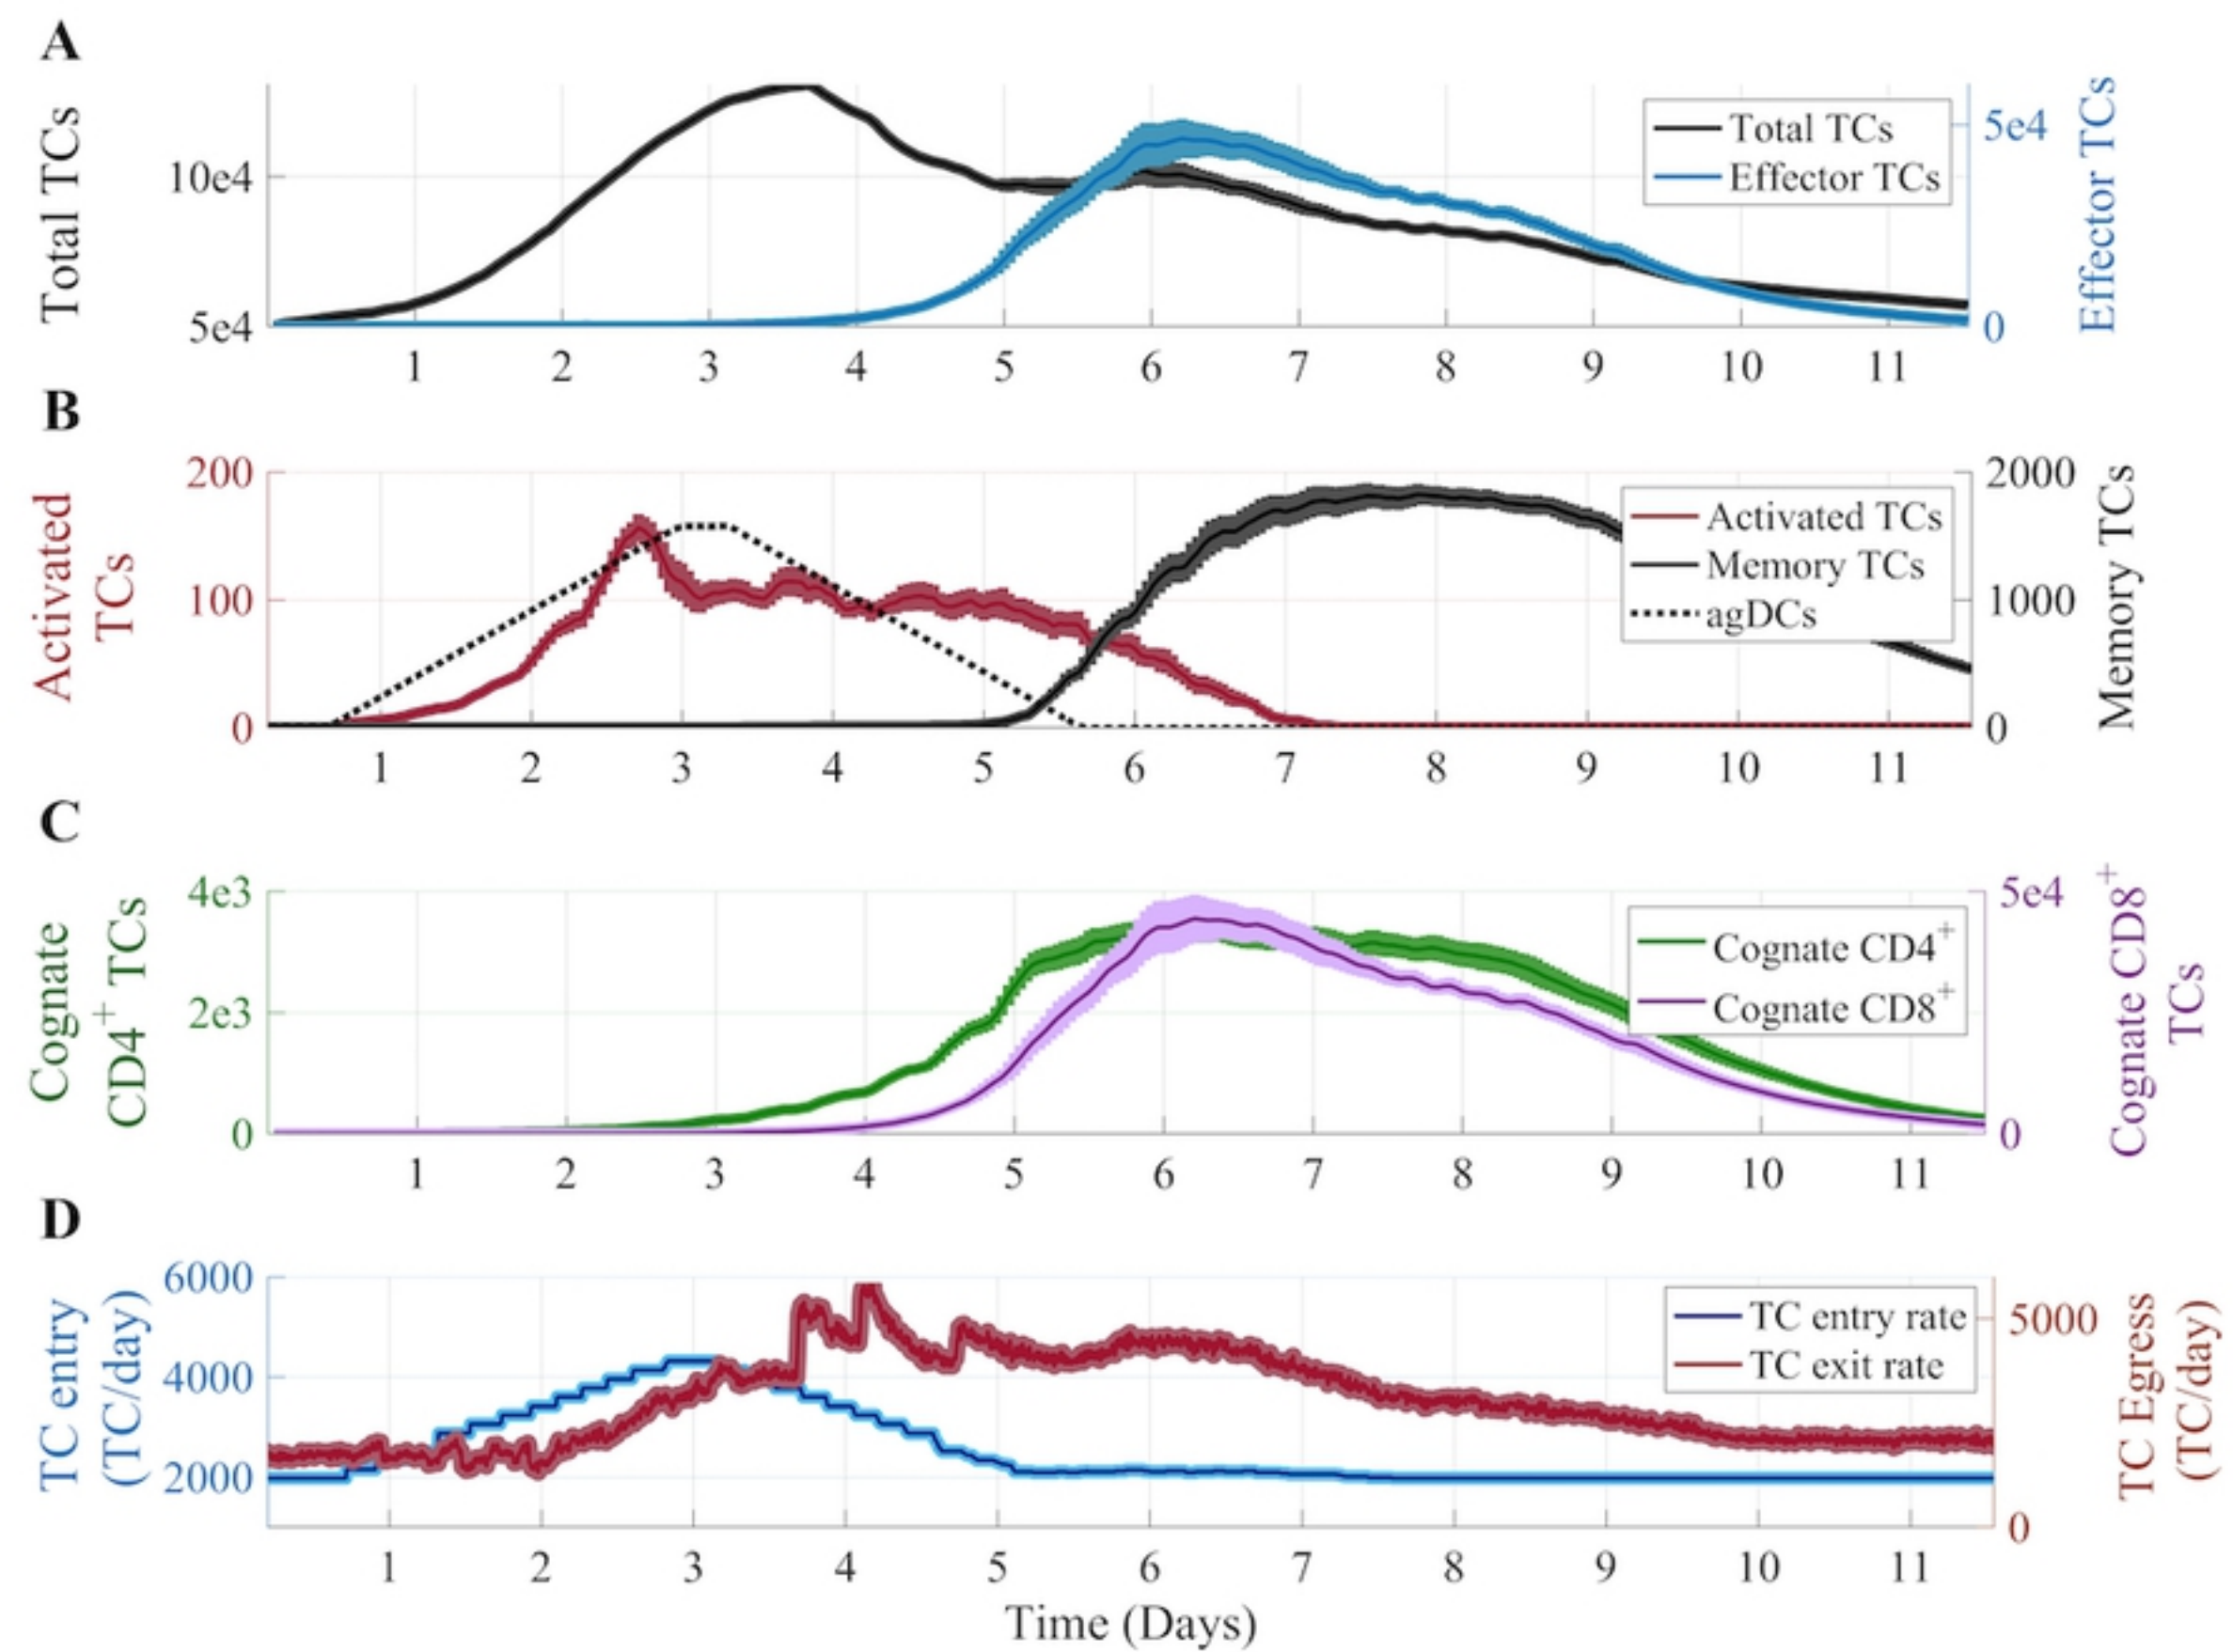 A
Total TCs
10e4
5e4
Total TCs
Effector TCs
5e4
0
Effector TCs
1 2 3 4 5 6 7 8 9 10 11
B
Activated
TCs
200
100
0
Activated TCs
Memory TCs
agDCs
2000
1000
0
Memory TCs
1 2 3 4 5 6 7 8 9 10 11
C
Cognate
CD4+ TCs
4e3
2e3
0
Cognate CD4+
Cognate CD8+
5e4
0
Cognate CD8+
TCs
1 2 3 4 5 6 7 8 9 10 11
D
TC entry
(TC/day)
6000
4000
2000
TC entry rate
TC exit rate
5000
0
TC Egress
(TC/day)
1 2 3 4 5 6 7 8 9 10 11
Time (Days)